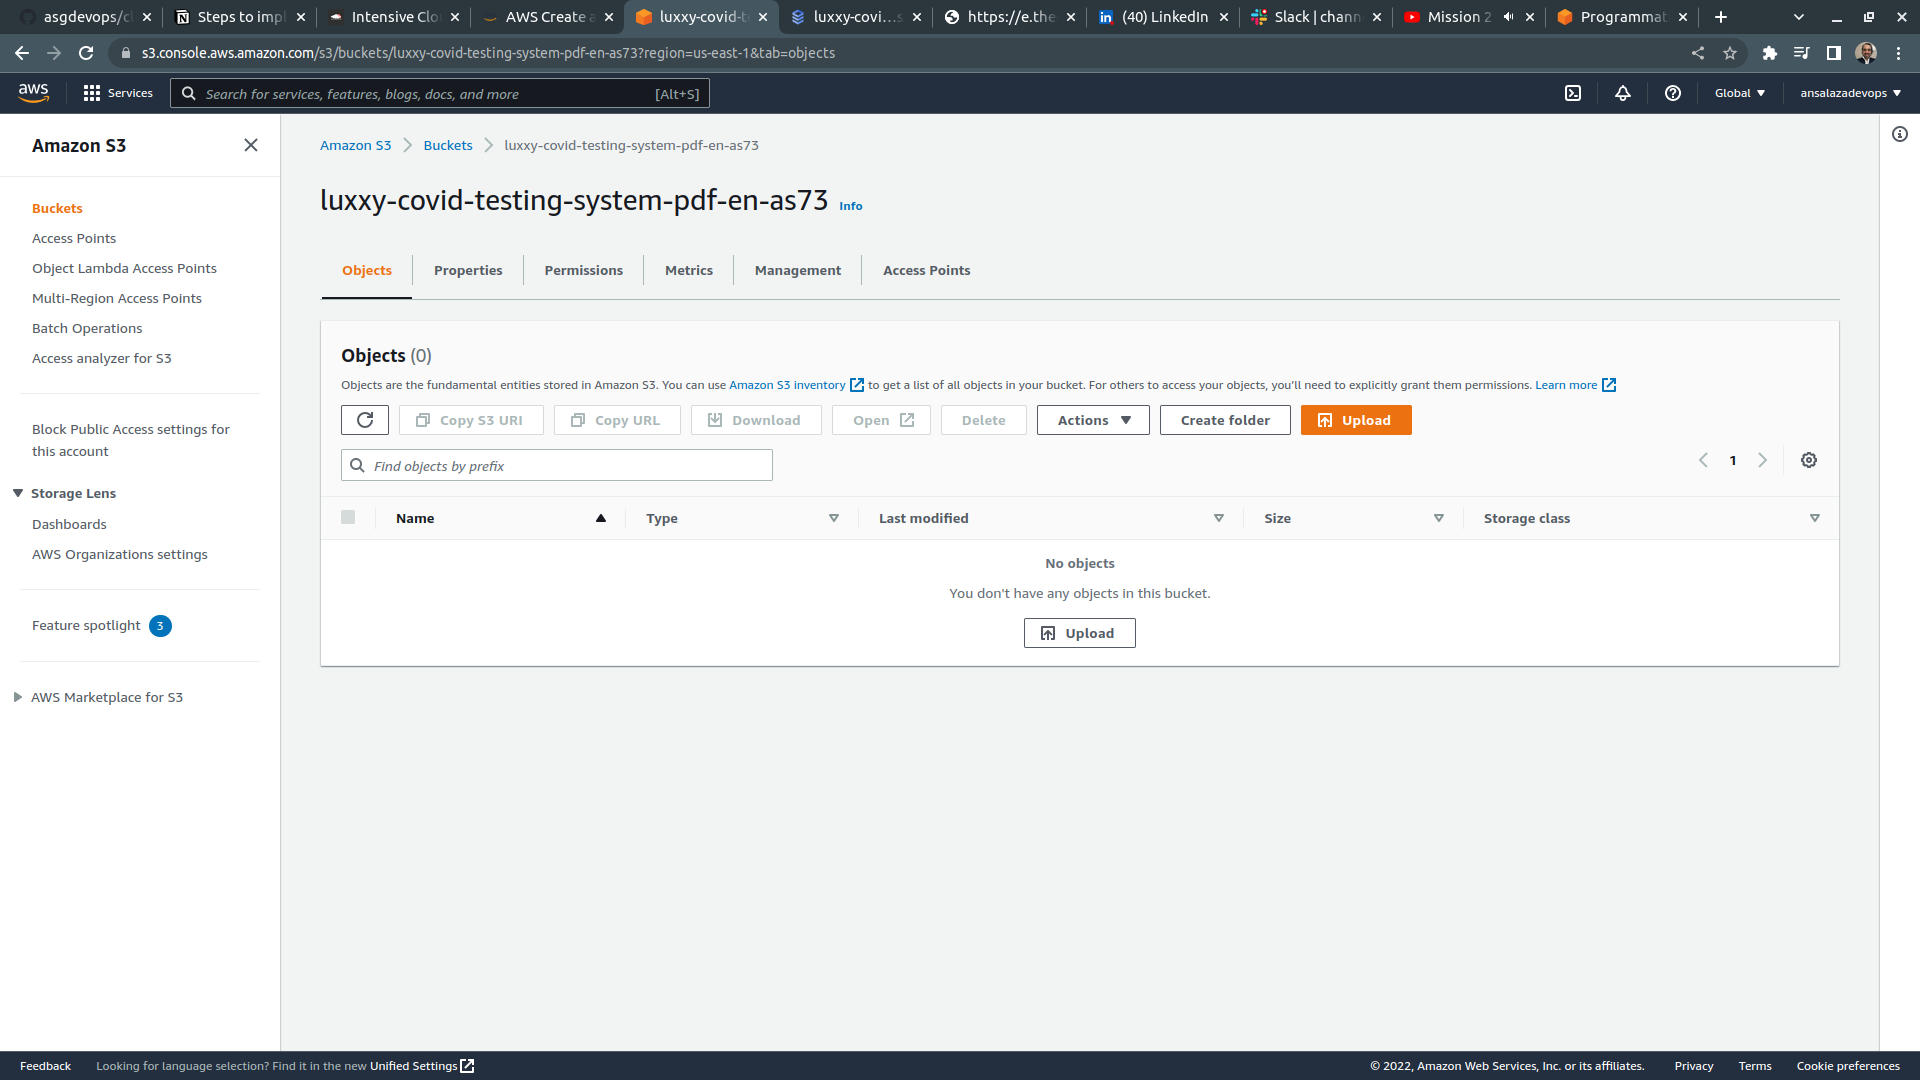 asgdevops/cl
Steps to impl
Intensive Clo
AWS Create a
luxxy-covid-t
luxxy-covi...s
https://e.the
(40) LinkedIn
Slack | chann
Mission 2
Programmat
s3.console.aws.amazon.com/s3/buckets/luxxy-covid-testing-system-pdf-en-as73?region=us-east-1&tab=objects
aws
Services
Search for services, features, blogs, docs, and more
[Alt+S]
Global
ansalazadevops
Amazon S3
Buckets
Access Points
Object Lambda Access Points
Multi-Region Access Points
Batch Operations
Access analyzer for S3
Block Public Access settings for
this account
Storage Lens
Dashboards
AWS Organizations settings
Feature spotlight 3
AWS Marketplace for S3
Amazon S3
Buckets
luxxy-covid-testing-system-pdf-en-as73
luxxy-covid-testing-system-pdf-en-as73 Info
Objects
Properties
Permissions
Metrics
Management
Access Points
Objects (0)
Objects are the fundamental entities stored in Amazon S3. You can use Amazon S3 inventory to get a list of all objects in your bucket. For others to access your objects, you'll need to explicitly grant them permissions. Learn more
Copy S3 URI
Copy URL
Download
Open
Delete
Actions
Create folder
Upload
Find objects by prefix
1
Name
Type
Last modified
Size
Storage class
No objects
You don't have any objects in this bucket.
Upload
Feedback
Looking for language selection? Find it in the new Unified Settings
© 2022, Amazon Web Services, Inc. or its affiliates.
Privacy
Terms
Cookie preferences